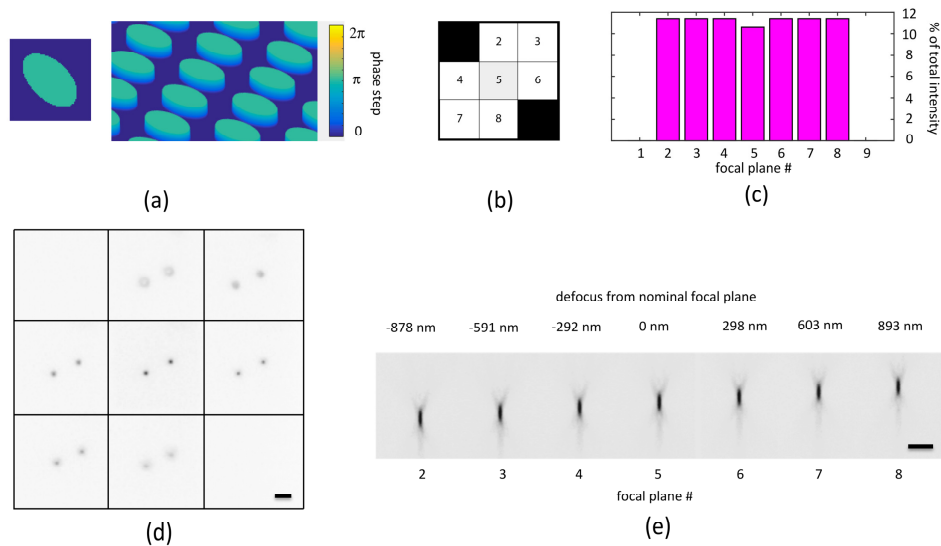 2π
π
0
phase step
(a)
2 3
4 5 6
7 8
(b)
12
10
8
6
4
2
0
% of total intensity
1 2 3 4 5 6 7 8 9
focal plane #
(c)
(d)
defocus from nominal focal plane
-878 nm -591 nm -292 nm 0 nm 298 nm 603 nm 893 nm
2 3 4 5 6 7 8
focal plane #
(e)